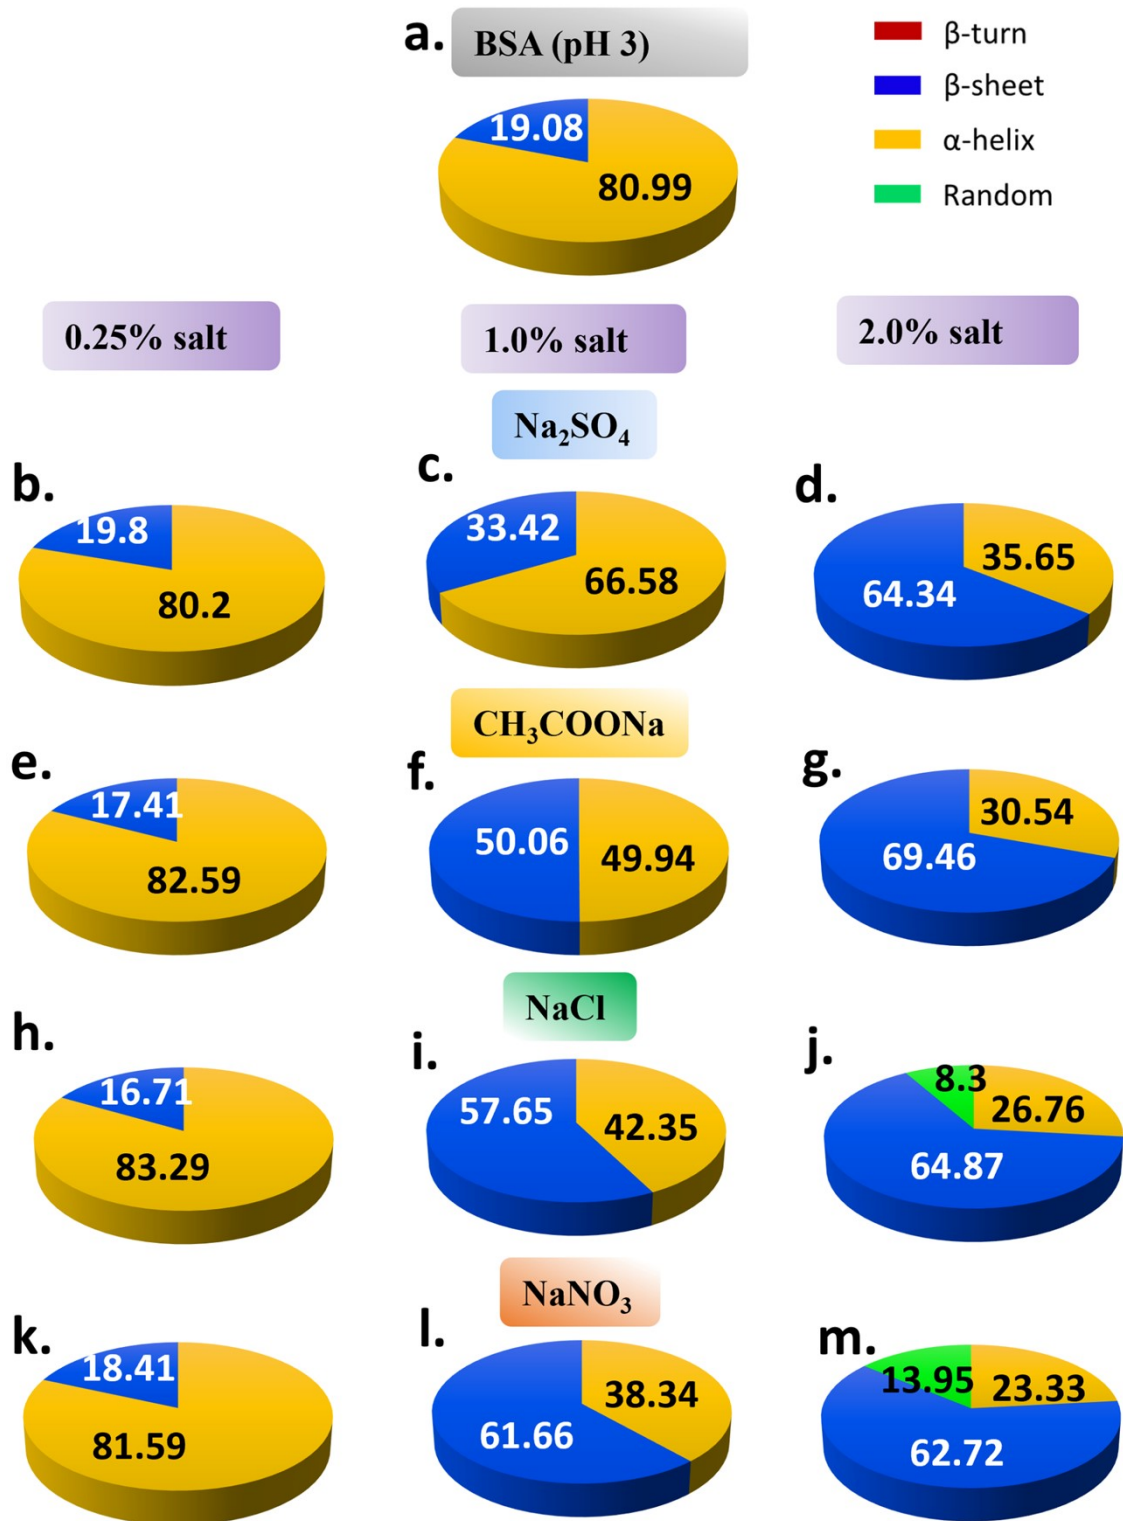 a. BSA (pH 3)
β-turn
β-sheet
α-helix
Random
19.08
80.99
0.25% salt
1.0% salt
2.0% salt
Na₂SO₄
b.
19.8
80.2
c.
33.42
66.58
d.
35.65
64.34
CH₃COONa
e.
17.41
82.59
f.
50.06
49.94
g.
30.54
69.46
NaCl
h.
16.71
83.29
i.
57.65
42.35
j.
8.3
26.76
64.87
NaNO₃
k.
18.41
81.59
l.
38.34
61.66
m.
13.95
23.33
62.72